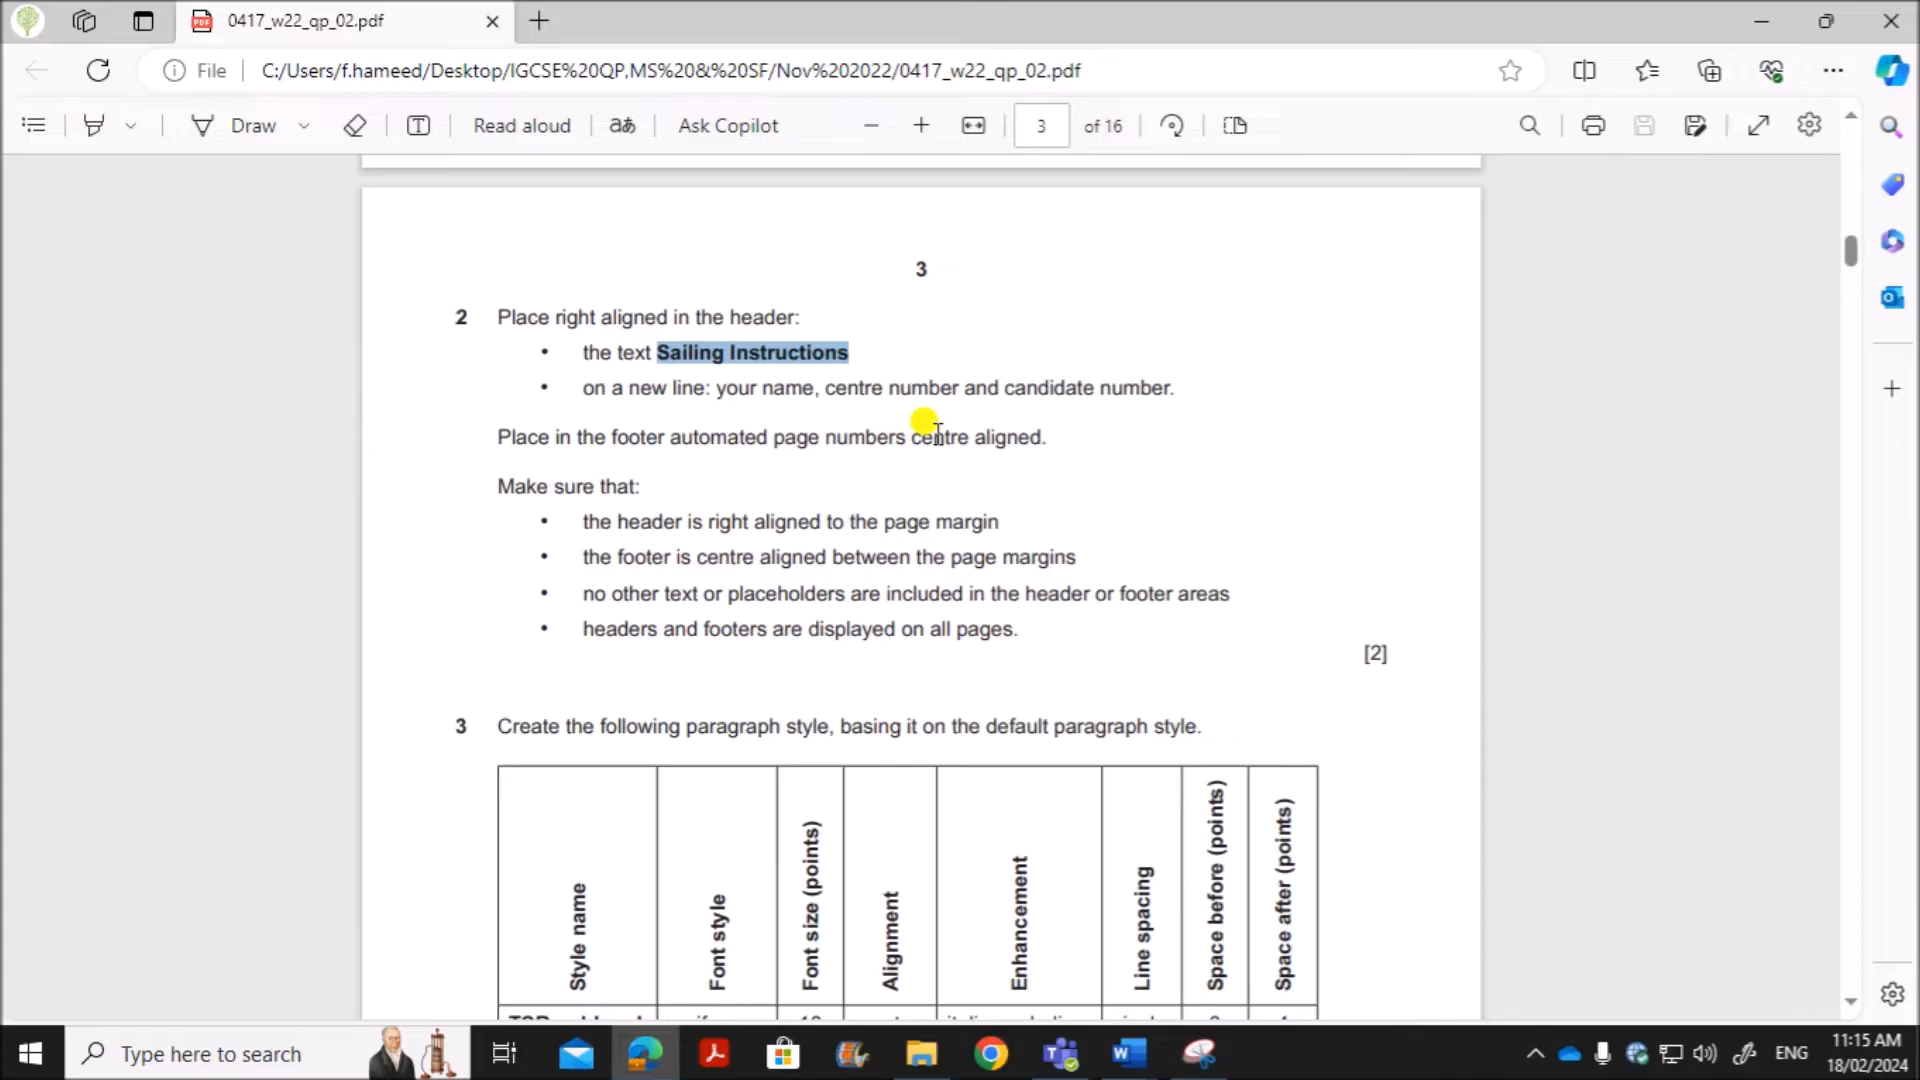 0417_w22_qp_02.pdf
File
C:/Users/f.hameed/Desktop/IGCSE%20QP,MS%20&%20SF/Nov%202022/0417_w22_qp_02.pdf
Draw
Read aloud
Ask Copilot
3
of 16
3
2 Place right aligned in the header:
• the text Sailing Instructions
• on a new line: your name, centre number and candidate number.
Place in the footer automated page numbers centre aligned.
Make sure that:
• the header is right aligned to the page margin
• the footer is centre aligned between the page margins
• no other text or placeholders are included in the header or footer areas
• headers and footers are displayed on all pages.
[2]
3 Create the following paragraph style, basing it on the default paragraph style.
Style name
Font style
Font size (points)
Alignment
Enhancement
Line spacing
Space before (points)
Space after (points)
Type here to search
ENG
11:15 AM
18/02/2024